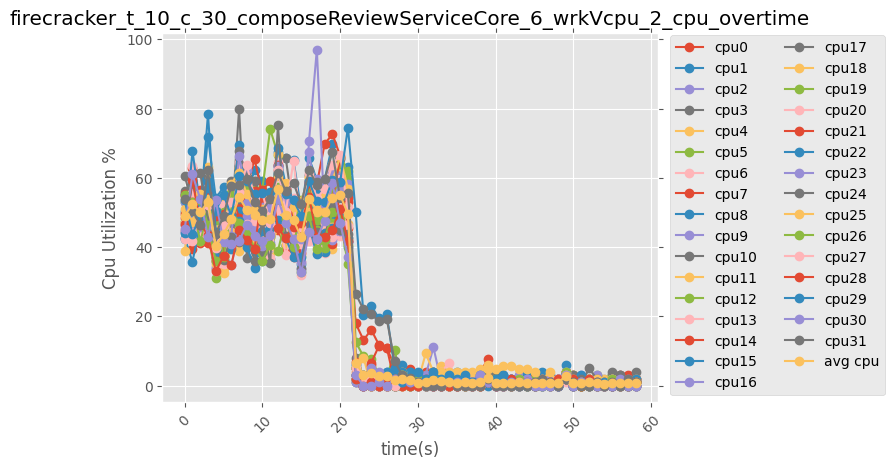 firecracker_t_10_c_30_composeReviewServiceCore_6_wrkVcpu_2_cpu_overtime
100
80
60
40
20
0
Cpu Utilization %
0
10
20
30
40
50
60
time(s)
cpu0
cpu1
cpu2
cpu3
cpu4
cpu5
cpu6
cpu7
cpu8
cpu9
cpu10
cpu11
cpu12
cpu13
cpu14
cpu15
cpu16
cpu17
cpu18
cpu19
cpu20
cpu21
cpu22
cpu23
cpu24
cpu25
cpu26
cpu27
cpu28
cpu29
cpu30
cpu31
avg cpu